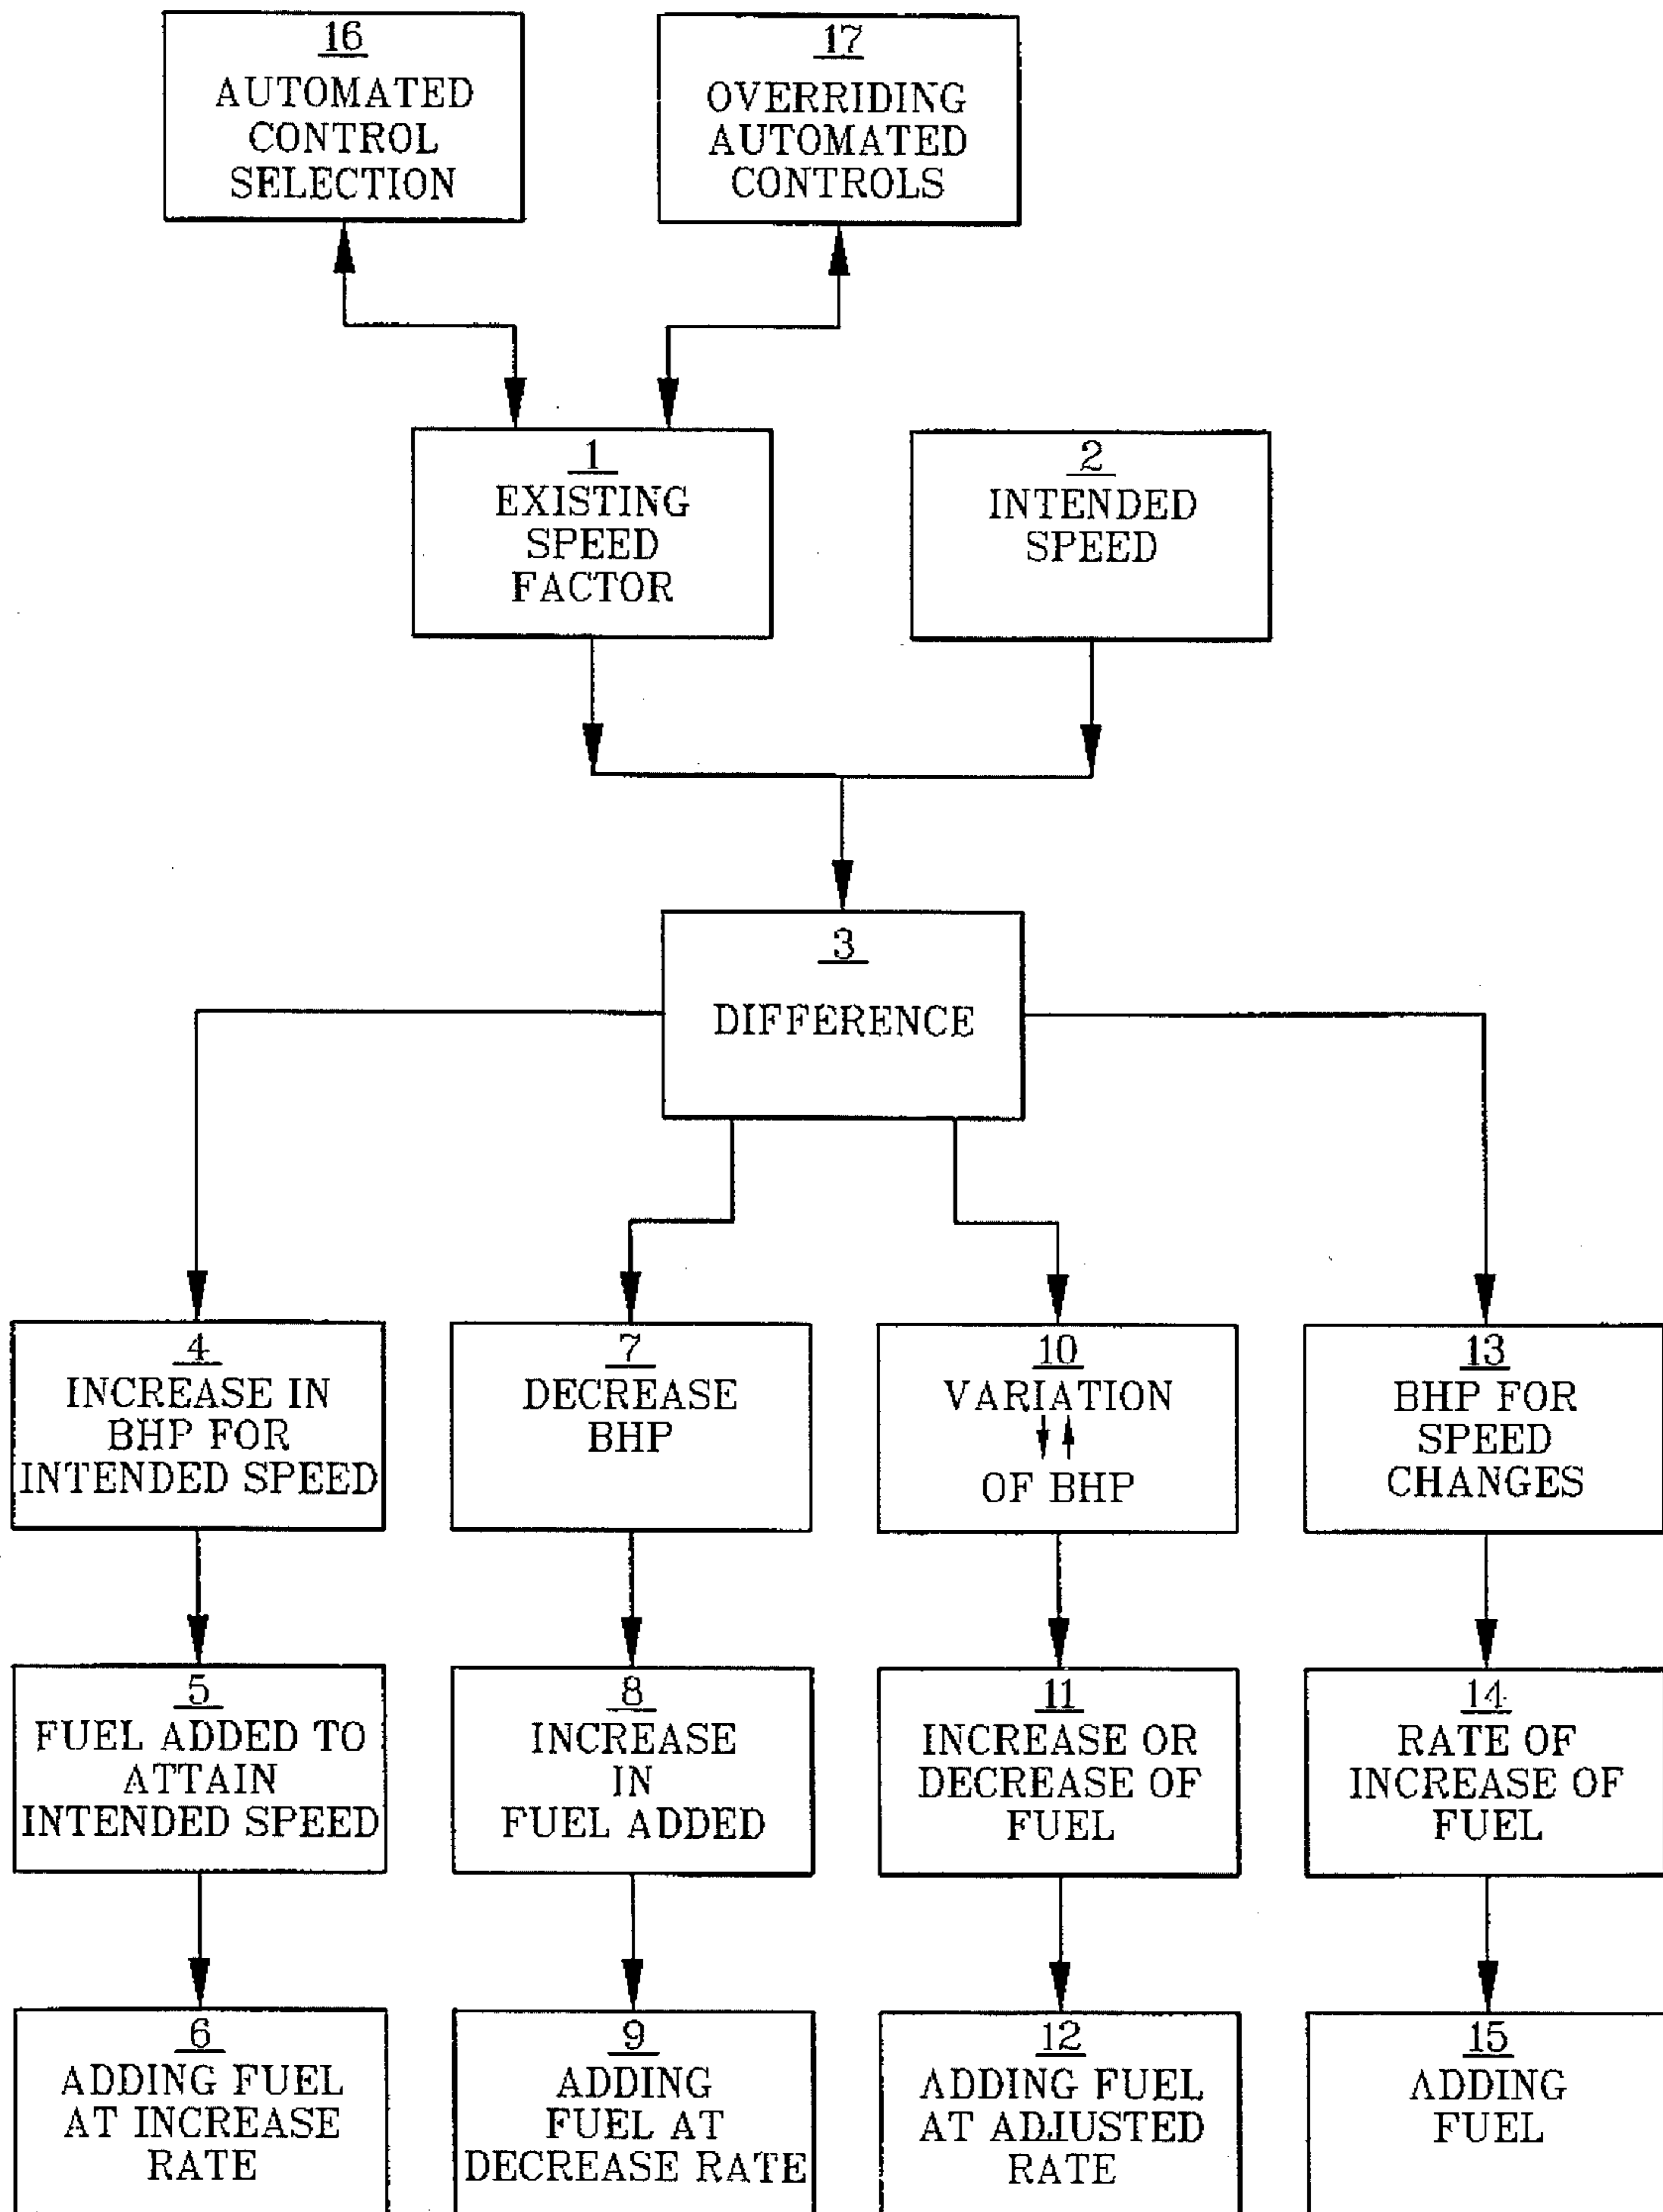 16
AUTOMATED
CONTROL
SELECTION
17
OVERRIDING
AUTOMATED
CONTROLS
1
EXISTING
SPEED
FACTOR
2
INTENDED
SPEED
3
DIFFERENCE
4
INCREASE IN
BHP FOR
INTENDED SPEED
7
DECREASE
BHP
10
VARIATION
OF BHP
13
BHP FOR
SPEED
CHANGES
5
FUEL ADDED TO
ATTAIN
INTENDED SPEED
8
INCREASE
IN
FUEL ADDED
11
INCREASE OR
DECREASE OF
FUEL
14
RATE OF
INCREASE OF
FUEL
6
ADDING FUEL
AT INCREASE
RATE
9
ADDING
FUEL AT
DECREASE RATE
12
ADDING FUEL
AT ADJUSTED
RATE
15
ADDING
FUEL